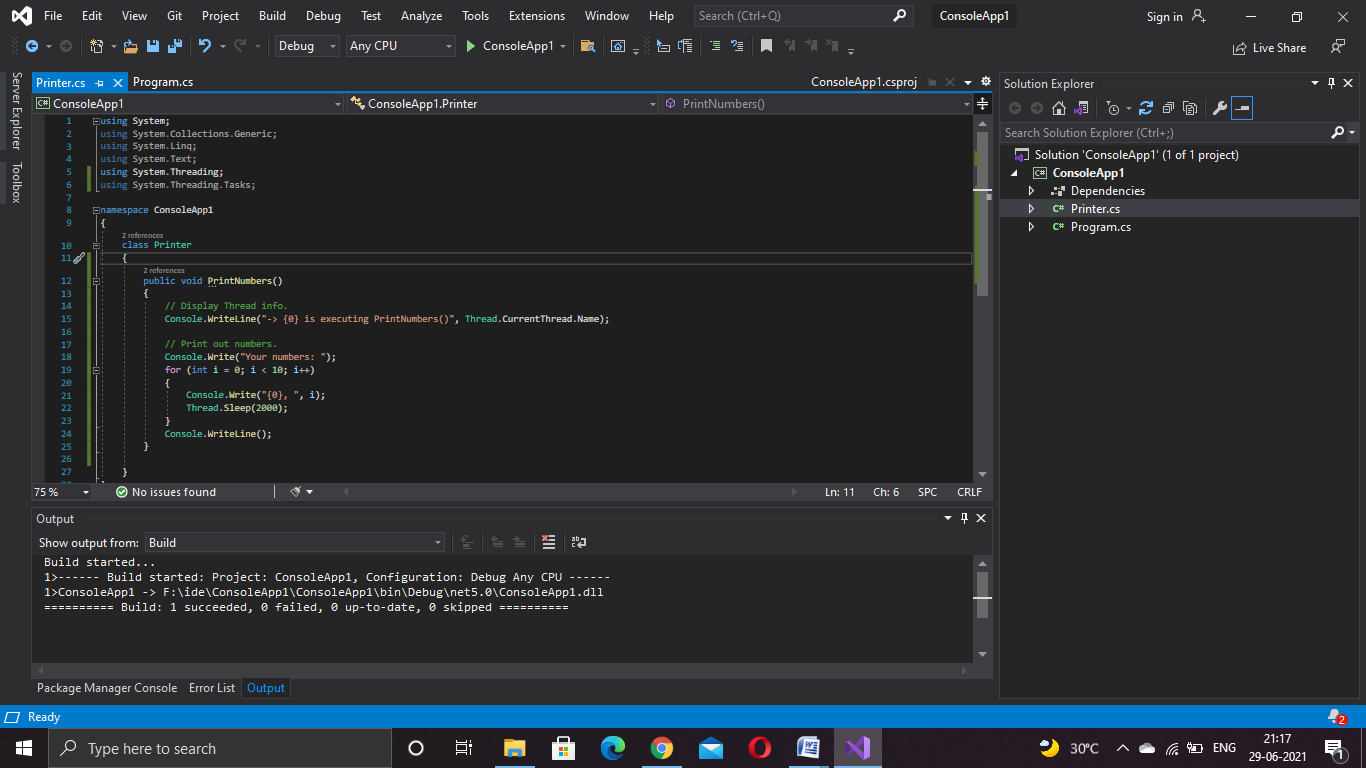 File Edit View Git Project Build Debug Test Analyze Tools Extensions Window Help Search (Ctrl+Q) ConsoleApp1 Sign in
Debug Any CPU ConsoleApp1 Live Share
Server Explorer
Toolbox
Printer.cs Program.cs ConsoleApp1.csproj
ConsoleApp1 ConsoleApp1.Printer PrintNumbers()
1 using System;
2 using System.Collections.Generic;
3 using System.Linq;
4 using System.Text;
5 using System.Threading;
6 using System.Threading.Tasks;
7
8 namespace ConsoleApp1
9 {
2 references
10 class Printer
11 {
2 references
12 public void PrintNumbers()
13 {
14 // Display Thread info.
15 Console.WriteLine("-> {0} is executing PrintNumbers()", Thread.CurrentThread.Name);
16
17 // Print out numbers.
18 Console.Write("Your numbers: ");
19 for (int i = 0; i < 10; i++)
20 {
21 Console.Write("{0}, ", i);
22 Thread.Sleep(2000);
23 }
24 Console.WriteLine();
25 }
26
27 }
75 % No issues found Ln: 11 Ch: 6 SPC CRLF
Output
Show output from: Build
Build started...
1>------ Build started: Project: ConsoleApp1, Configuration: Debug Any CPU ------
1>ConsoleApp1 -> F:\ide\ConsoleApp1\ConsoleApp1\bin\Debug\net5.0\ConsoleApp1.dll
========== Build: 1 succeeded, 0 failed, 0 up-to-date, 0 skipped ==========
Package Manager Console Error List Output
Solution Explorer
Search Solution Explorer (Ctrl+;)
Solution 'ConsoleApp1' (1 of 1 project)
C# ConsoleApp1
Dependencies
C# Printer.cs
C# Program.cs
Ready 2
Type here to search 30°C ENG 21:17
29-06-2021 1